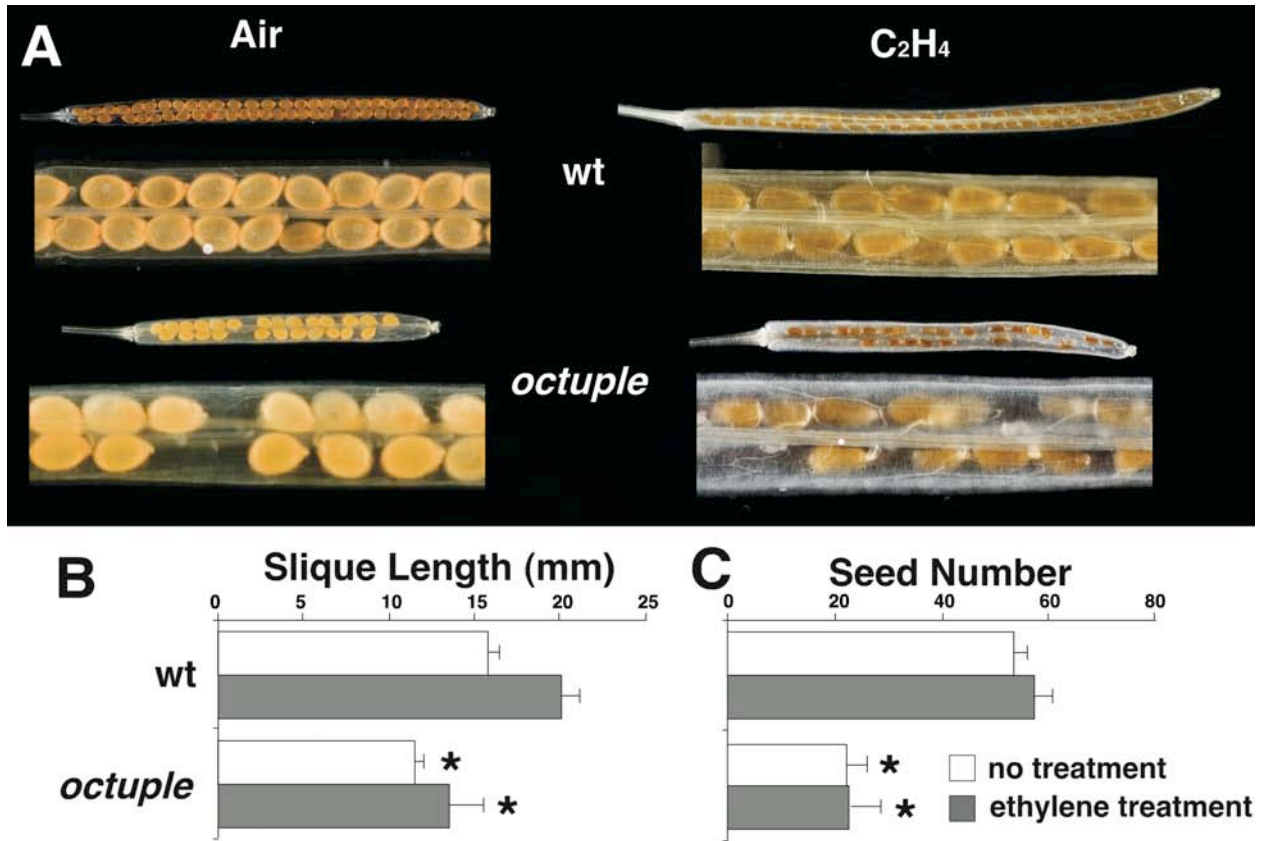 A
Air
C₂H₄
wt
octuple
B
Slique Length (mm)
0 5 10 15 20 25
wt
*
octuple
*
C
Seed Number
0 20 40 60 80
*
*
no treatment
ethylene treatment